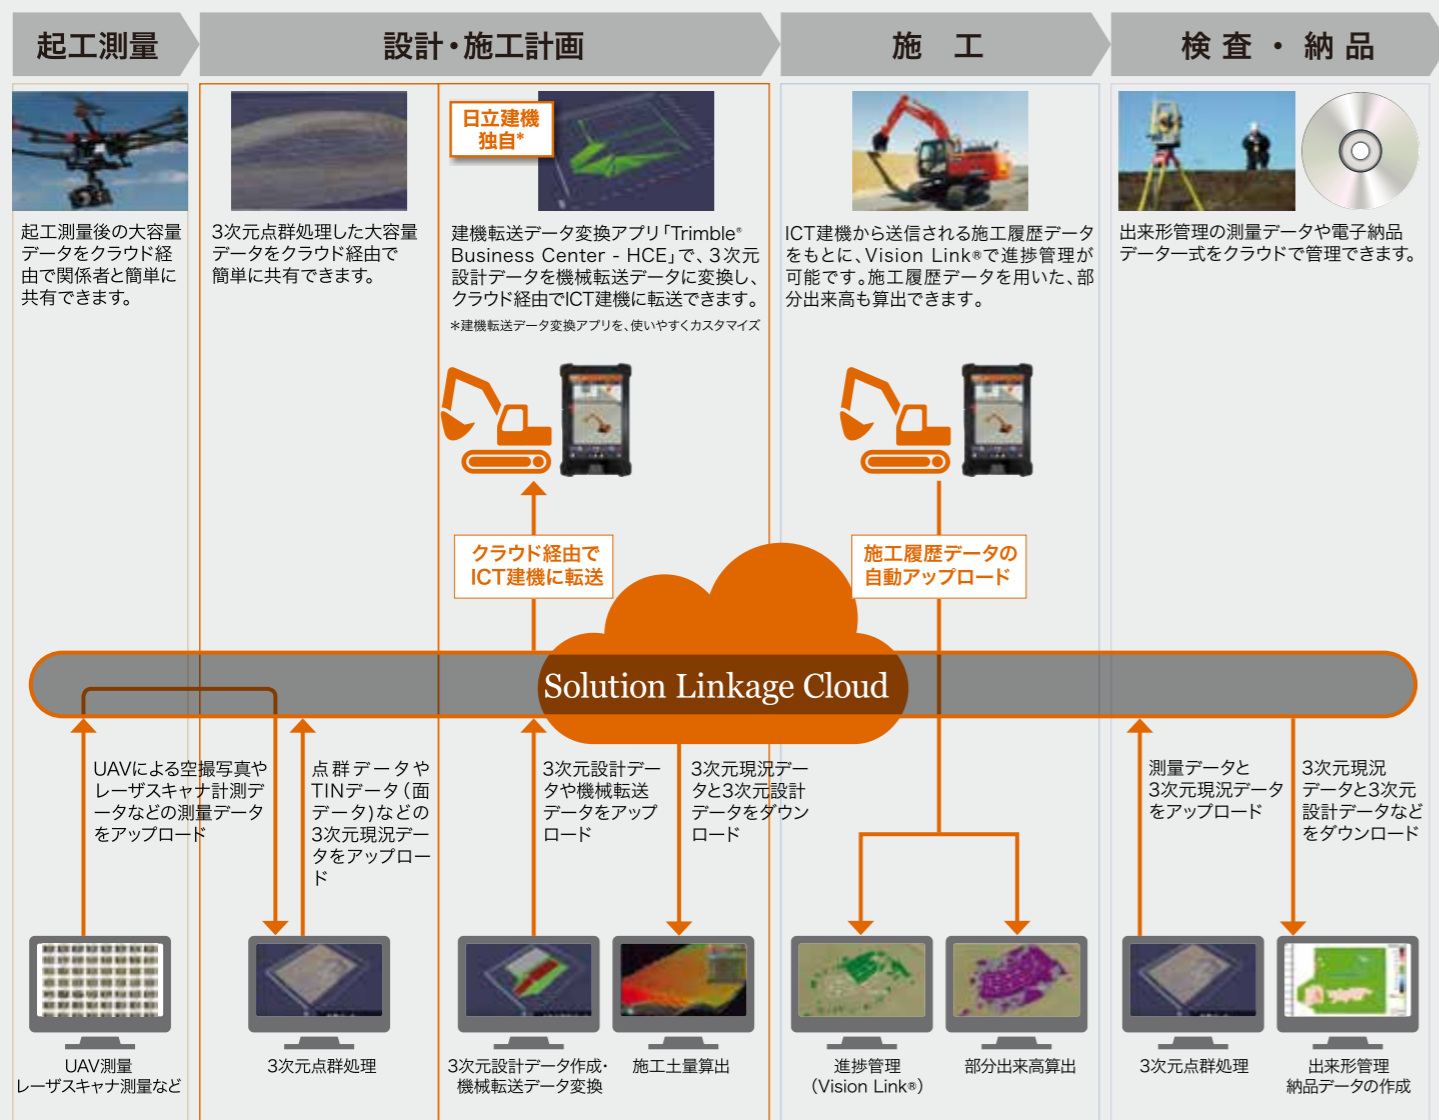 起工測量
設計・施工計画
施 工
検 査 ・ 納 品
起工測量後の大容量
データをクラウド経
由で関係者と簡単に
共有できます。
3次元点群処理した大容量
データをクラウド経由で
簡単に共有できます。
日立建機
独自*
建機転送データ変換アプリ「Trimble®
Business Center - HCE」で、3次元
設計データを機械転送データに変換し、
クラウド経由でICT建機に転送できます。
*建機転送データ変換アプリを、使いやすくカスタマイズ
ICT建機から送信される施工履歴データ
をもとに、Vision Link®で進捗管理が
可能です。施工履歴データを用いた、部
分出来高も算出できます。
出来形管理の測量データや電子納品
データ一式をクラウドで管理できます。
クラウド経由で
ICT建機に転送
施工履歴データの
自動アップロード
Solution Linkage Cloud
UAVによる空撮写真や
レーザスキャナ計測デ
ータなどの測量データ
をアップロード
点群データや
TINデータ(面
データ)などの
3次元現況デー
タをアップロー
ド
3次元設計デー
タや機械転送
データをアップ
ロード
3次元現況デー
タと3次元設計
データをダウン
ロード
測量データと
3次元現況データ
をアップロード
3次元現況
データと3次元
設計データなど
をダウンロード
UAV測量
レーザスキャナ測量など
3次元点群処理
3次元設計データ作成・
機械転送データ変換
施工土量算出
進捗管理
(Vision Link®)
部分出来高算出
3次元点群処理
出来形管理
納品データの作成